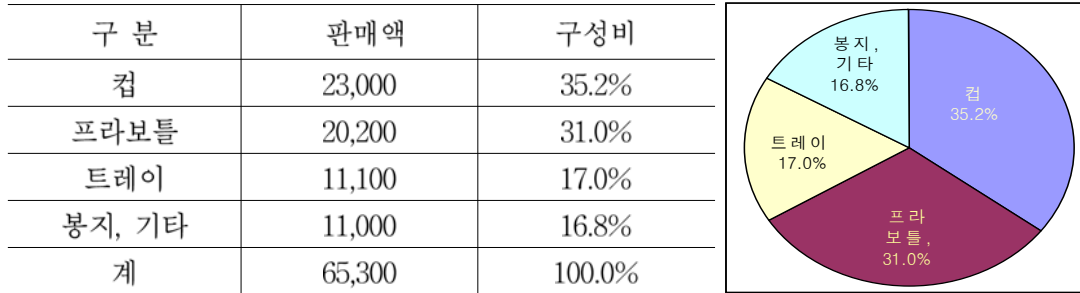 구 분 판매액 구성비
컵 23,000 35.2%
프라보틀 20,200 31.0%
트레이 11,100 17.0%
봉지, 기타 11,000 16.8%
계 65,300 100.0%
봉지,
기타
16.8%
컵
35.2%
트레이
17.0%
프라
보틀,
31.0%